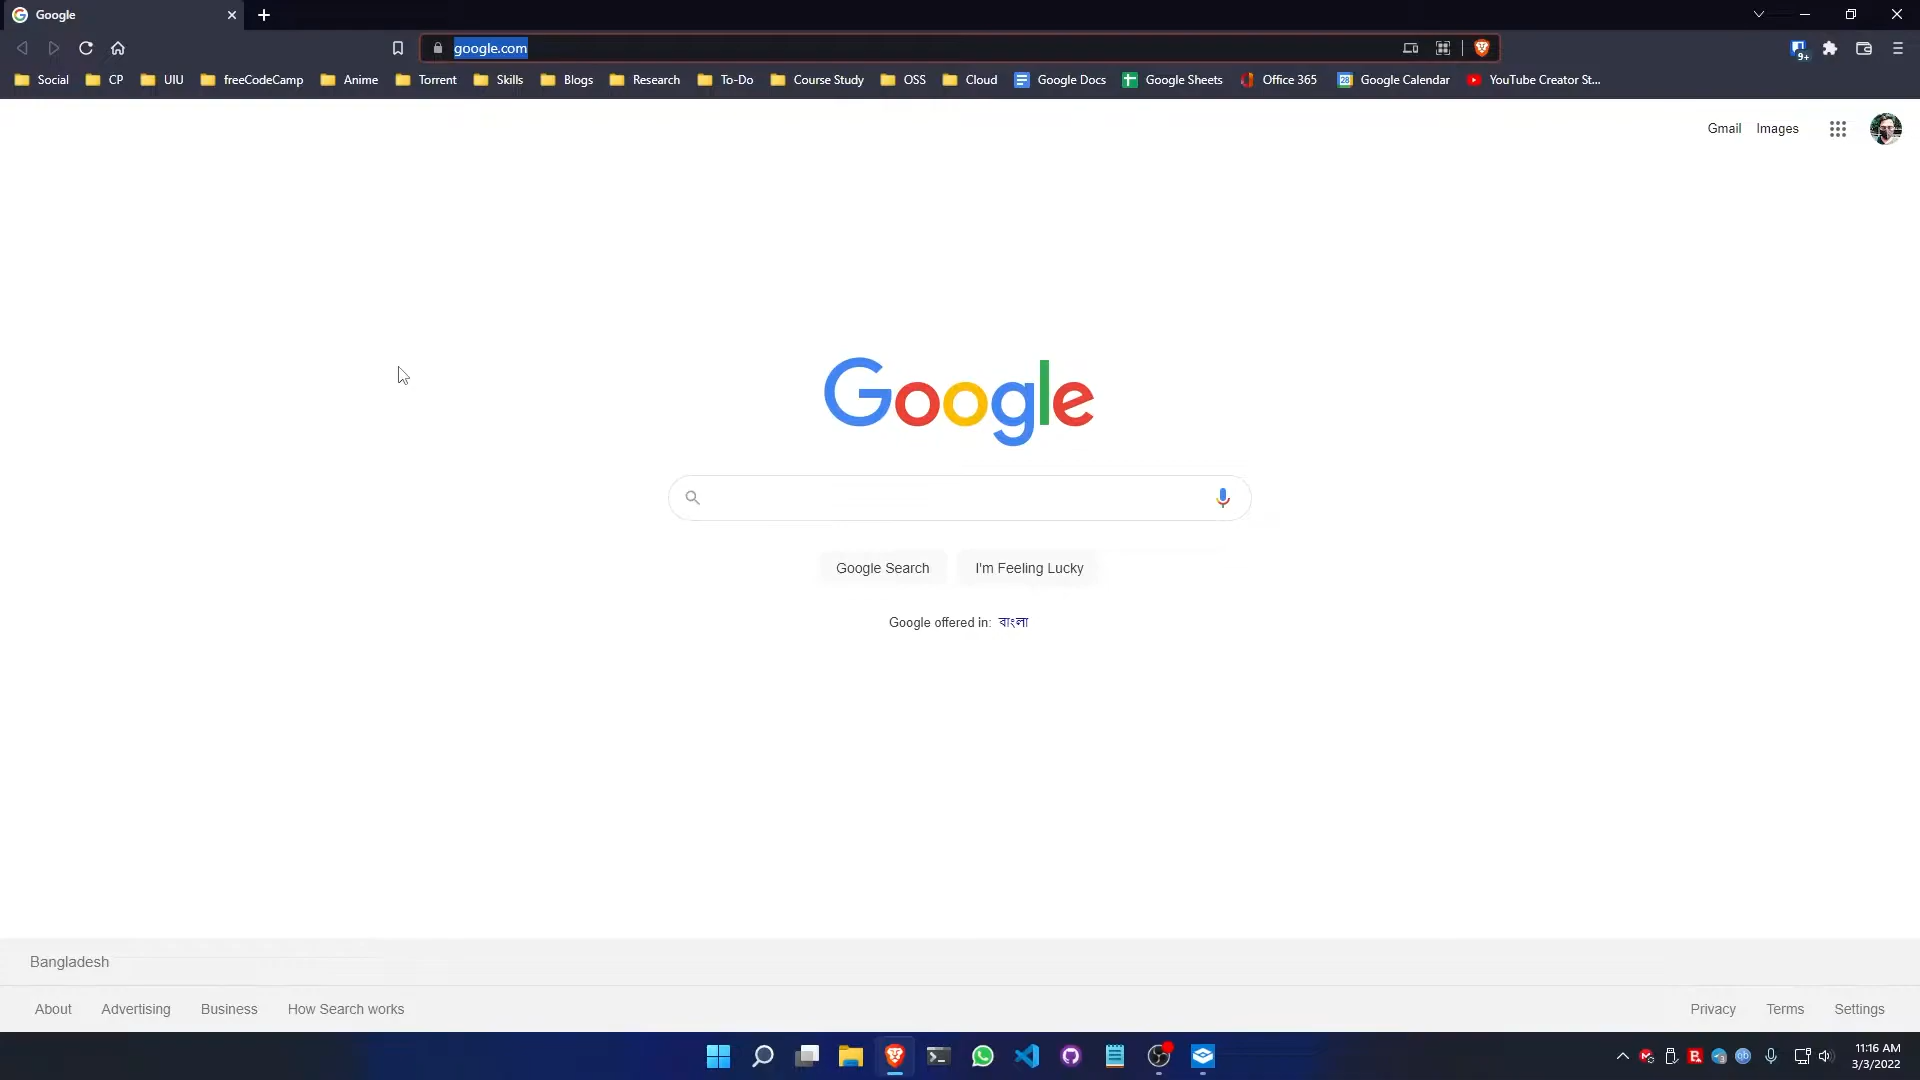 Google
google.com
9+
Social CP UIU freeCodeCamp Anime Torrent Skills Blogs Research To-Do Course Study OSS Cloud Google Docs Google Sheets Office 365 28 Google Calendar YouTube Creator St...
Gmail Images
Google
Google Search I'm Feeling Lucky
Google offered in: বাংলা
Bangladesh
About Advertising Business How Search works Privacy Terms Settings
11:16 AM
3/3/2022